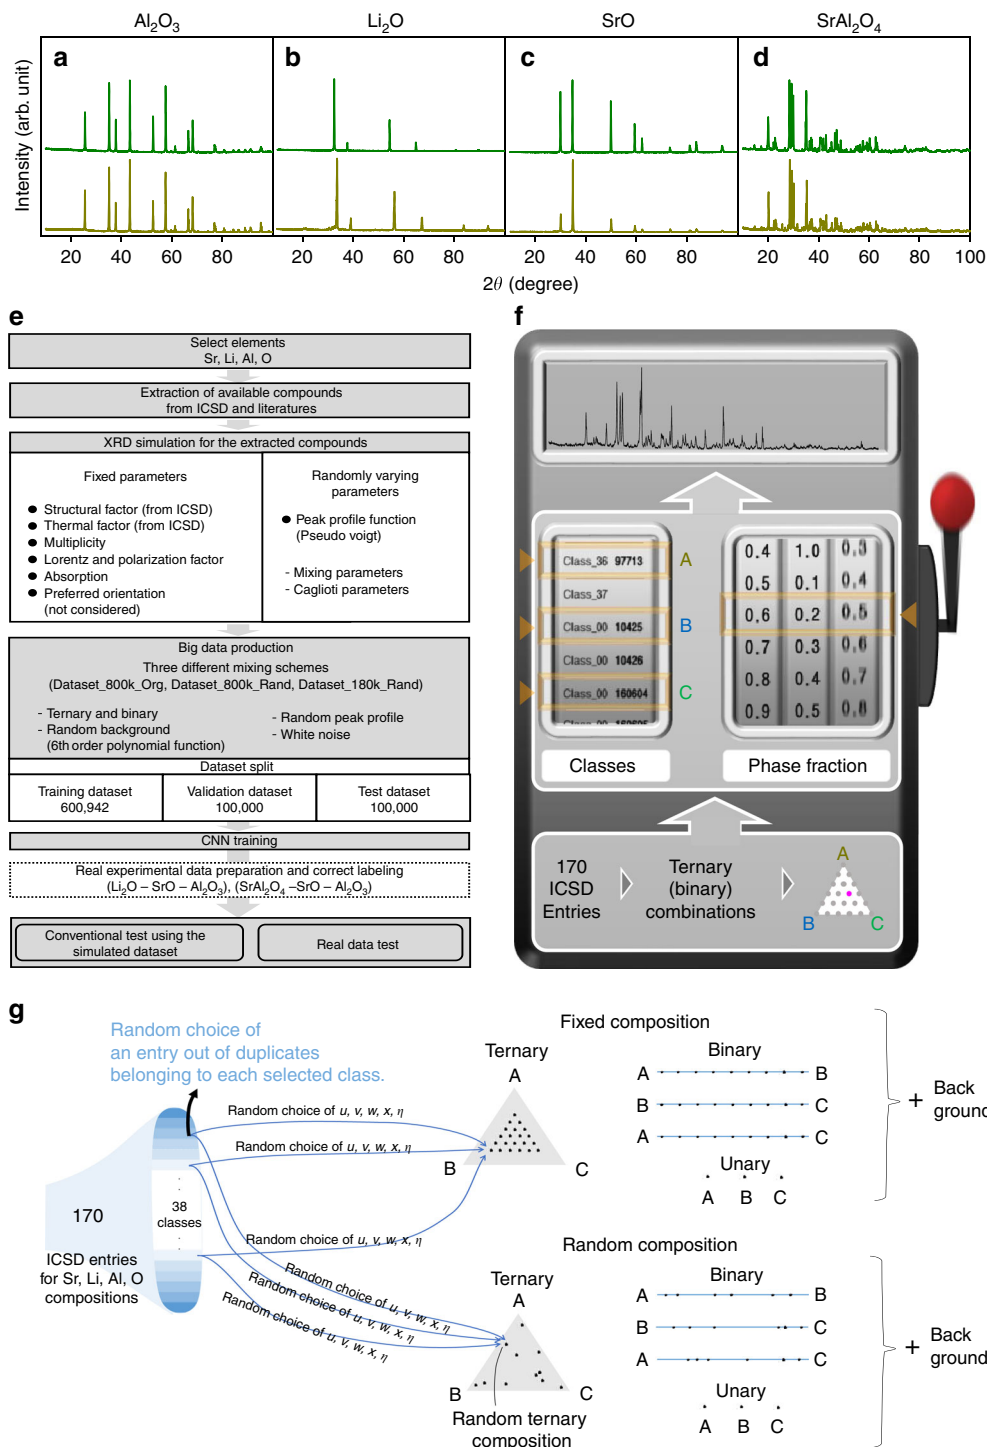 Al₂O₃ Li₂O SrO SrAl₂O₄
a b c d
Intensity (arb. unit)
20 40 60 80 20 40 60 80 20 40 60 80 20 40 60 80 100
2θ (degree)
e
Select elements
Sr, Li, Al, O
Extraction of available compounds
from ICSD and literatures
XRD simulation for the extracted compounds
Fixed parameters
● Structural factor (from ICSD)
● Thermal factor (from ICSD)
● Multiplicity
● Lorentz and polarization factor
● Absorption
● Preferred orientation
(not considered)
Randomly varying
parameters
● Peak profile function
(Pseudo voigt)
- Mixing parameters
- Caglioti parameters
Big data production
Three different mixing schemes
(Dataset_800k_Org, Dataset_800k_Rand, Dataset_180k_Rand)
- Ternary and binary
- Random background
(6th order polynomial function)
- Random peak profile
- White noise
Dataset split
Training dataset
600,942
Validation dataset
100,000
Test dataset
100,000
CNN training
Real experimental data preparation and correct labeling
(Li₂O – SrO – Al₂O₃), (SrAl₂O₄ –SrO – Al₂O₃)
Conventional test using the
simulated dataset
Real data test
f
Class_36 97713
Class_37
Class_00 10425
Class_00 10426
Class_00 160604
A
B
C
0.4 1.0 0.3
0.5 0.1 0.4
0.6 0.2 0.5
0.7 0.3 0.6
0.8 0.4 0.7
0.9 0.5 0.8
Classes
Phase fraction
170
ICSD
Entries
Ternary
(binary)
combinations
A
B C
g
Random choice of
an entry out of duplicates
belonging to each selected class.
170
ICSD entries
for Sr, Li, Al, O
compositions
38
classes
Random choice of u, v, w, x, η
Random choice of u, v, w, x, η
Random choice of u, v, w, x, η
Random choice of u, v, w, x, η
Random choice of u, v, w, x, η
Random choice of u, v, w, x, η
Fixed composition
Ternary
A
B C
Binary
A B
B C
A C
Unary
A B C
+ Back
ground
Random composition
Ternary
A
B C
Random ternary
composition
Binary
A B
B C
A C
Unary
A B C
+ Back
ground